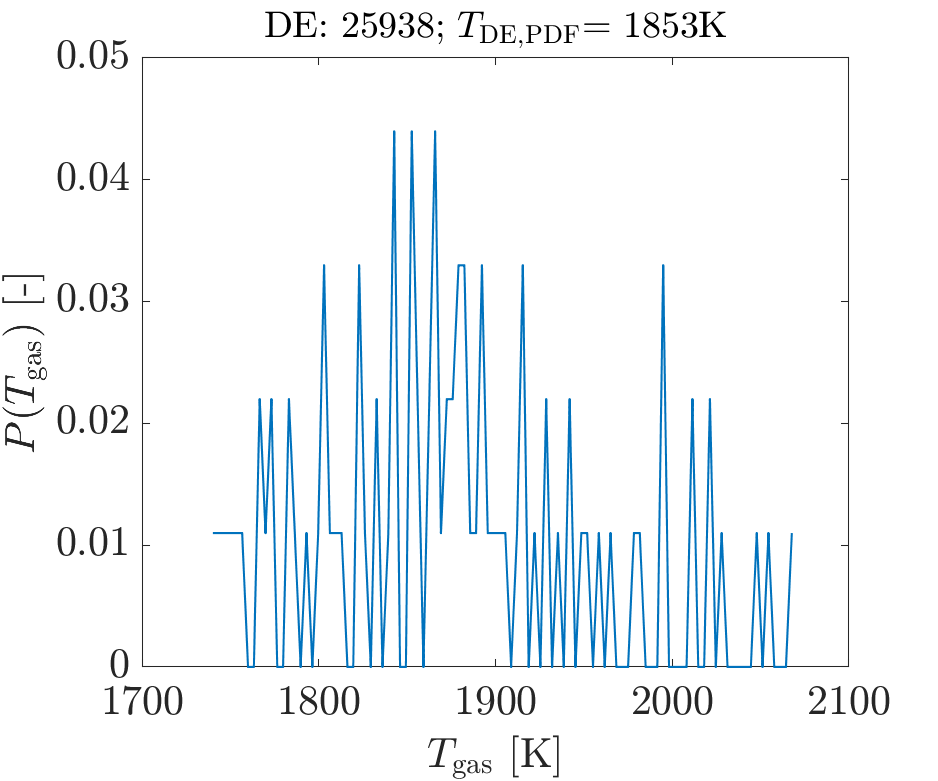 DE: 25938; T_DE,PDF= 1853K
0.05
0.04
0.03
0.02
0.01
0
P(T_gas) [-]
1700 1800 1900 2000 2100
T_gas [K]